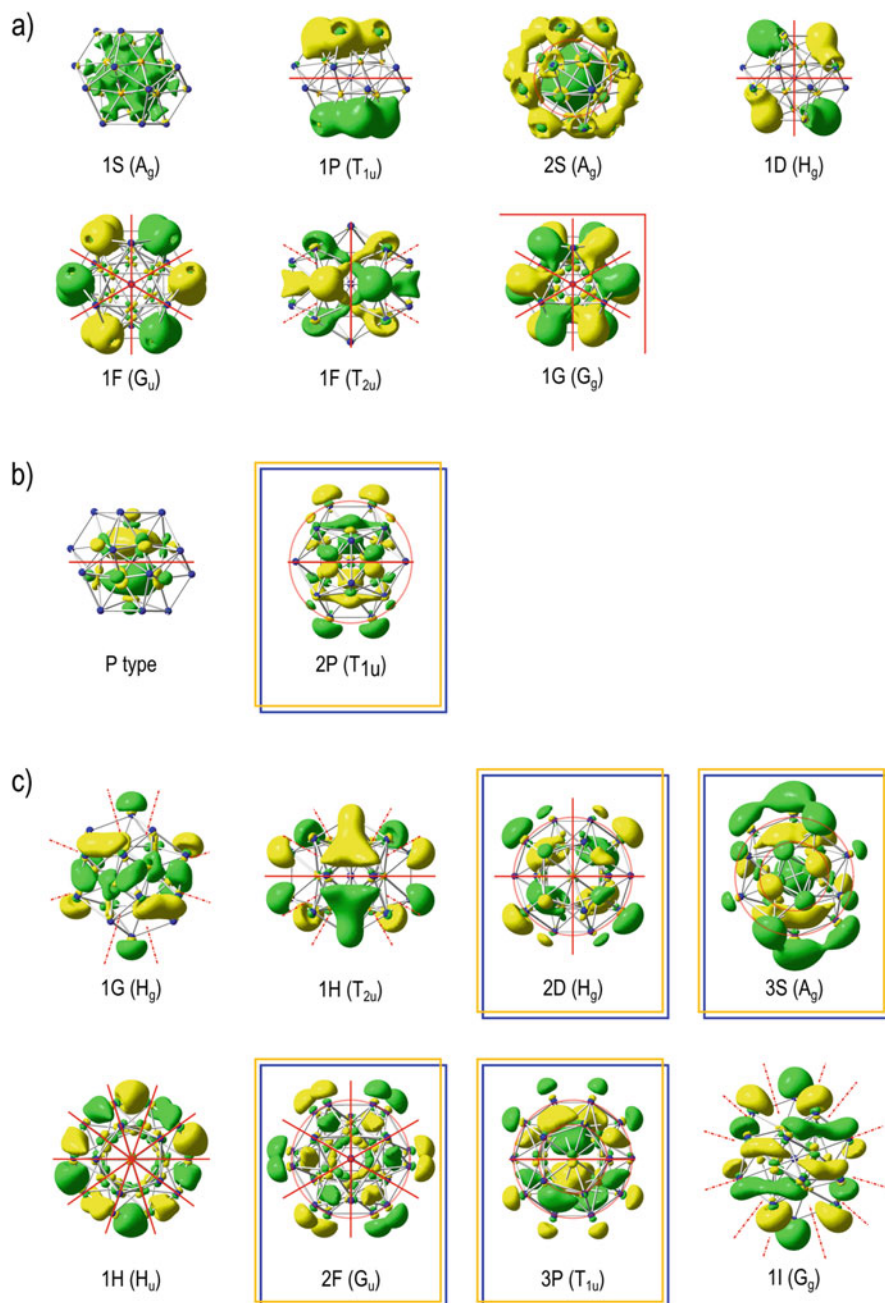 a)
1S (Ag)
1P (T1u)
2S (Ag)
1D (Hg)
1F (Gu)
1F (T2u)
1G (Gg)
b)
P type
2P (T1u)
c)
1G (Hg)
1H (T2u)
2D (Hg)
3S (Ag)
1H (Hu)
2F (Gu)
3P (T1u)
1I (Gg)